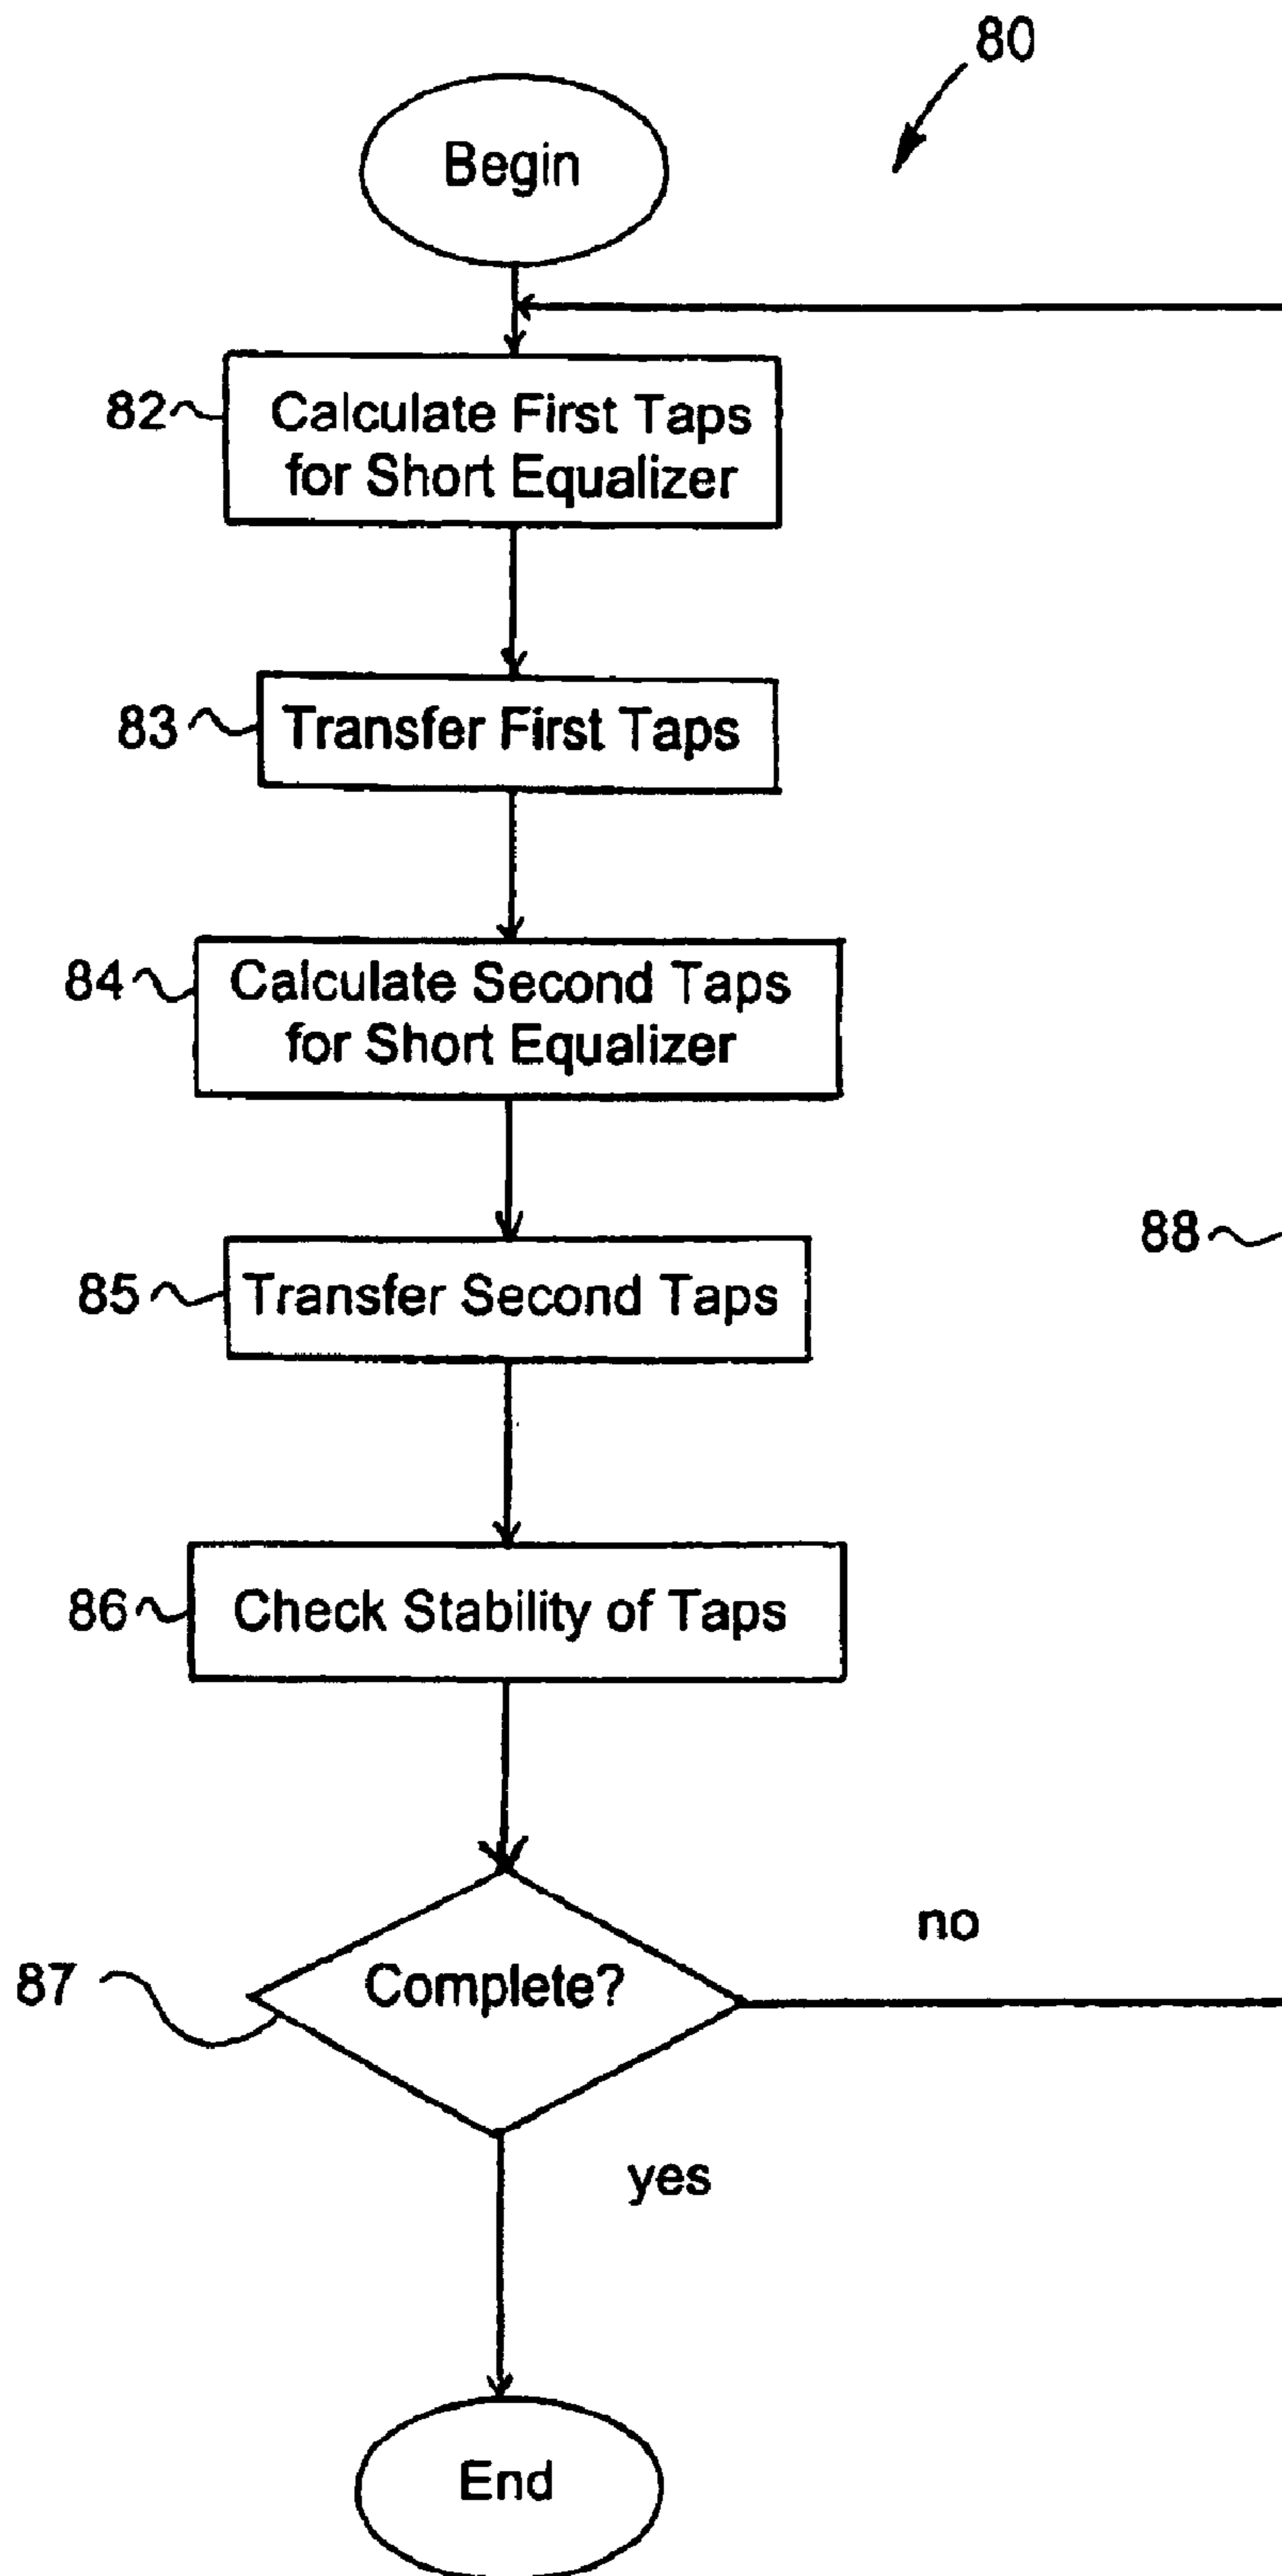 80
Begin
82
Calculate First Taps
for Short Equalizer
83
Transfer First Taps
84
Calculate Second Taps
for Short Equalizer
88
85
Transfer Second Taps
86
Check Stability of Taps
no
87
Complete?
yes
End